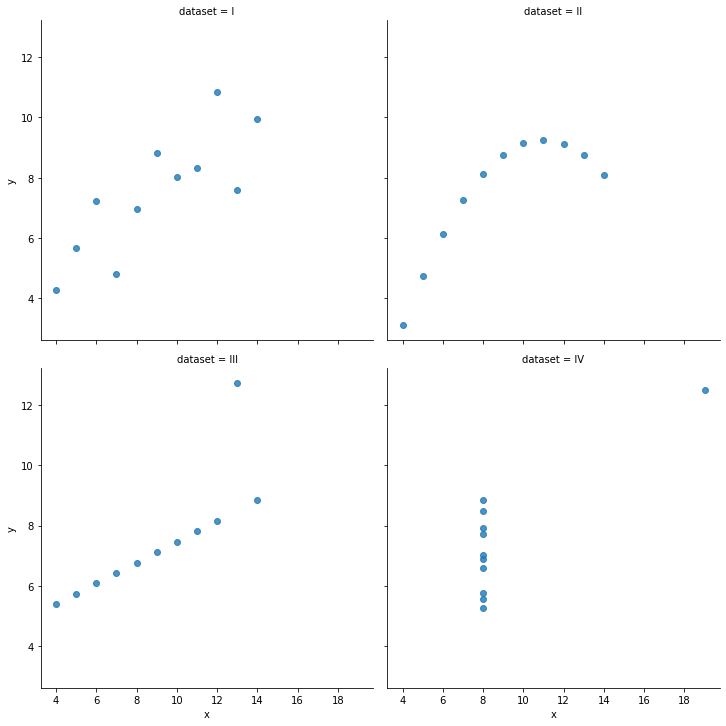 dataset = I
dataset = II
12
10
8
6
4
y
dataset = III
dataset = IV
12
10
8
6
4
y
4 6 8 10 12 14 16 18
4 6 8 10 12 14 16 18
x
x